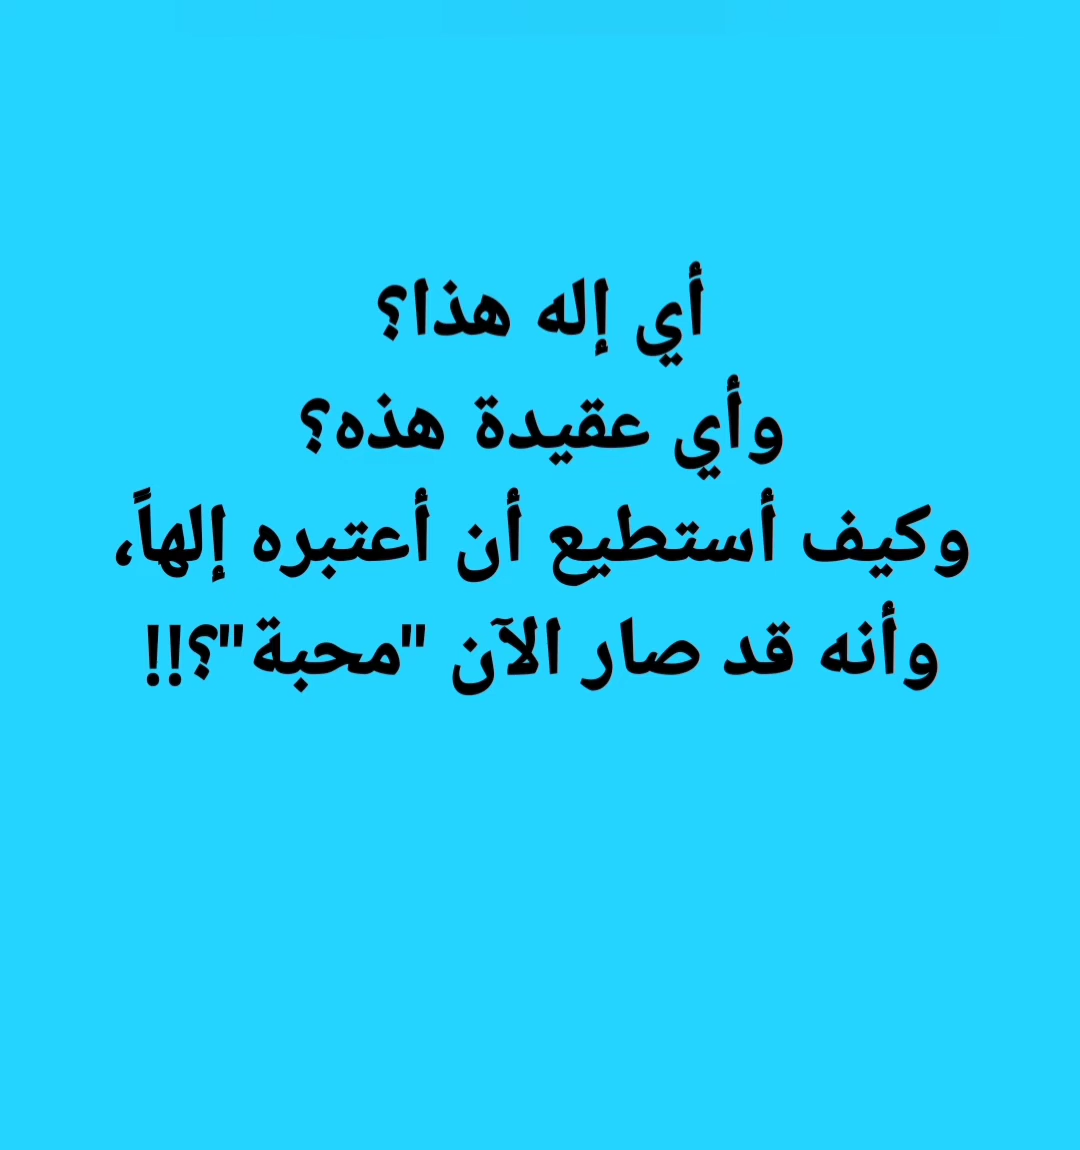 أي إله هذا؟
وأي عقيدة هذه؟
وكيف أستطيع أن أعتبره إلهاً،
وأنه قد صار الآن "محبة"؟!!